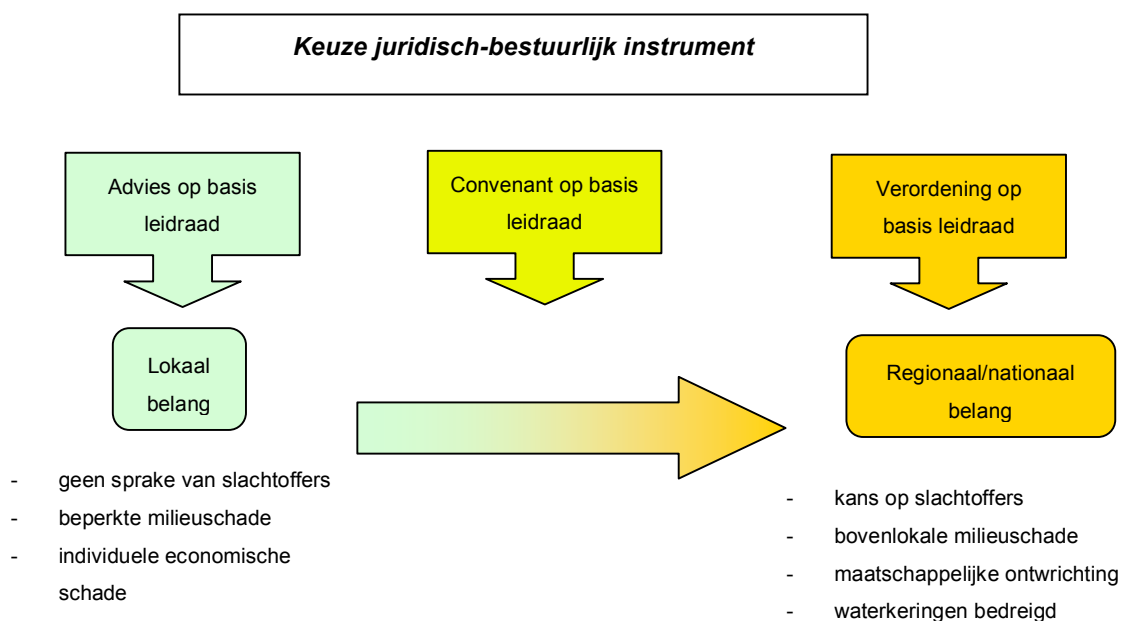 Keuze juridisch-bestuurlijk instrument
Advies op basis
leidraad
Convenant op basis
leidraad
Verordening op
basis leidraad
Lokaal
belang
Regionaal/nationaal
belang
- geen sprake van slachtoffers
- beperkte milieuschade
- individuele economische
schade
- kans op slachtoffers
- bovenlokale milieuschade
- maatschappelijke ontwrichting
- waterkeringen bedreigd